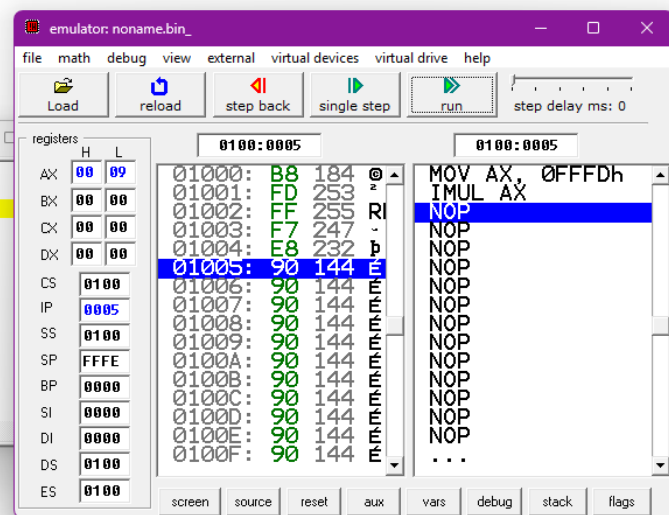 emulator: noname.bin_
file math debug view external virtual devices virtual drive help
Load reload step back single step run step delay ms: 0
registers
H L
0100:0005 0100:0005
AX 00 09
BX 00 00
CX 00 00
DX 00 00
CS 0100
IP 0005
SS 0100
SP FFFE
BP 0000
SI 0000
DI 0000
DS 0100
ES 0100
01000: B8 184 ©
01001: FD 253 ²
01002: FF 255 RI
01003: F7 247
01004: E8 232 þ
01005: 90 144 É
01006: 90 144 É
01007: 90 144 É
01008: 90 144 É
01009: 90 144 É
0100A: 90 144 É
0100B: 90 144 É
0100C: 90 144 É
0100D: 90 144 É
0100E: 90 144 É
0100F: 90 144 É
MOV AX, 0FFFDh
IMUL AX
NOP
NOP
NOP
NOP
NOP
NOP
NOP
NOP
NOP
NOP
NOP
NOP
NOP
...
screen source reset aux vars debug stack flags